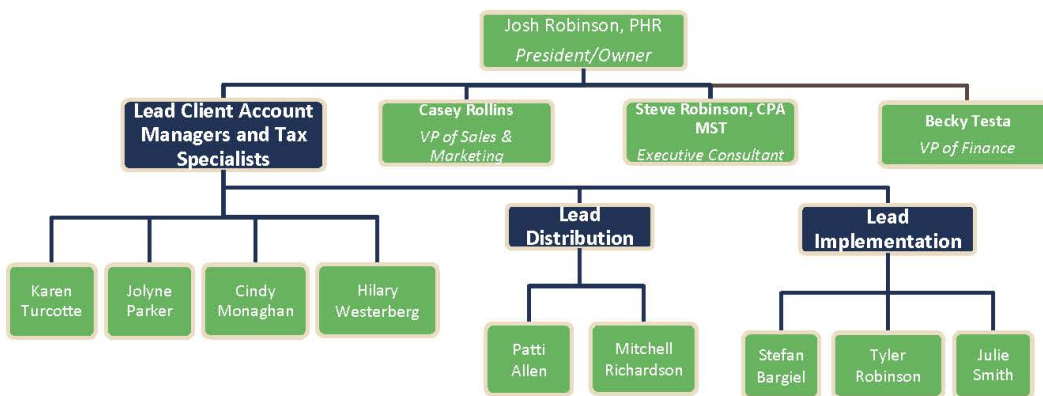 Josh Robinson, PHR
President/Owner
Lead Client Account
Managers and Tax
Specialists
Casey Rollins
VP of Sales &
Marketing
Steve Robinson, CPA
MST
Executive Consultant
Becky Testa
VP of Finance
Lead
Distribution
Lead
Implementation
Karen
Turcotte
Jolyne
Parker
Cindy
Monaghan
Hilary
Westerberg
Patti
Allen
Mitchell
Richardson
Stefan
Bargiel
Tyler
Robinson
Julie
Smith